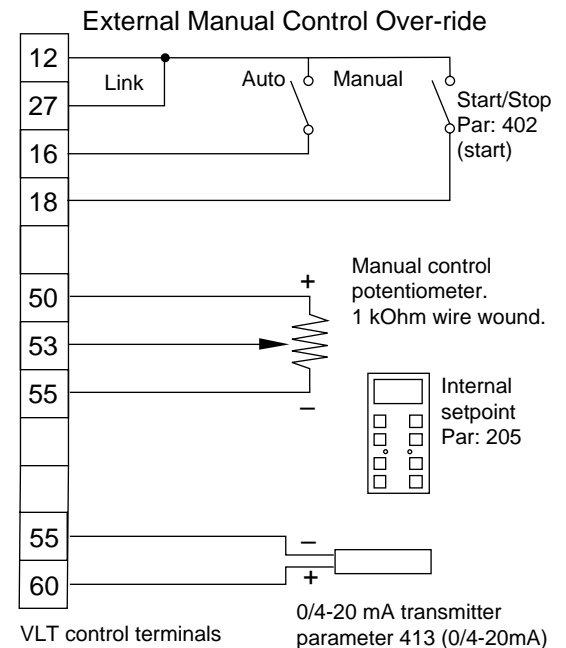 External Manual Control Over-ride
12
27
16
18
50
53
55
55
60
Link
Auto
Manual
Start/Stop
Par: 402
(start)
+
Manual control
potentiometer.
1 kOhm wire wound.
–
Internal
setpoint
Par: 205
–
+
0/4-20 mA transmitter
parameter 413 (0/4-20mA)
VLT control terminals